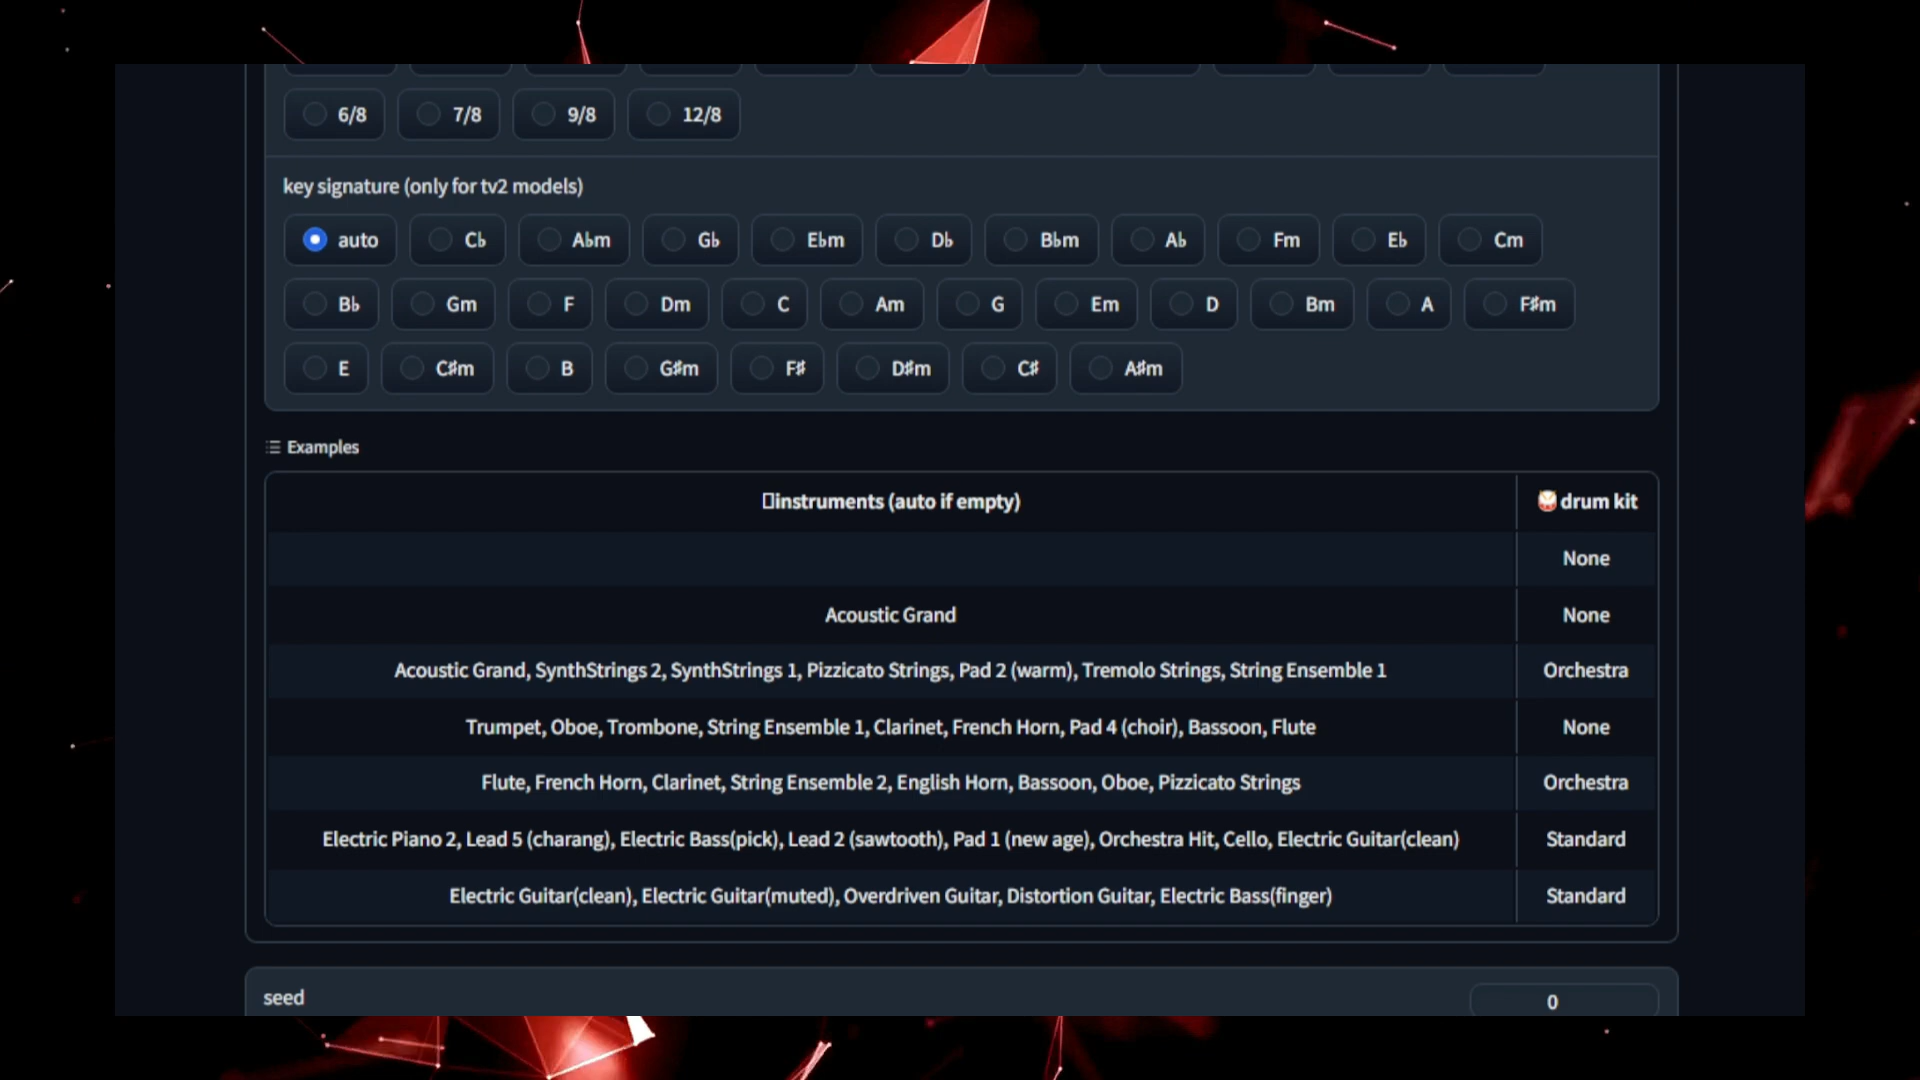 6/8 7/8 9/8 12/8
key signature (only for tv2 models)
auto C♭ A♭m G♭ E♭m D♭ B♭m A♭ Fm E♭ Cm
B♭ Gm F Dm C Am G Em D Bm A F♯m
E C♯m B G♯m F♯ D♯m C♯ A♯m
Examples
instruments (auto if empty) drum kit
None
Acoustic Grand None
Acoustic Grand, SynthStrings 2, SynthStrings 1, Pizzicato Strings, Pad 2 (warm), Tremolo Strings, String Ensemble 1 Orchestra
Trumpet, Oboe, Trombone, String Ensemble 1, Clarinet, French Horn, Pad 4 (choir), Bassoon, Flute None
Flute, French Horn, Clarinet, String Ensemble 2, English Horn, Bassoon, Oboe, Pizzicato Strings Orchestra
Electric Piano 2, Lead 5 (charang), Electric Bass(pick), Lead 2 (sawtooth), Pad 1 (new age), Orchestra Hit, Cello, Electric Guitar(clean) Standard
Electric Guitar(clean), Electric Guitar(muted), Overdriven Guitar, Distortion Guitar, Electric Bass(finger) Standard
seed 0